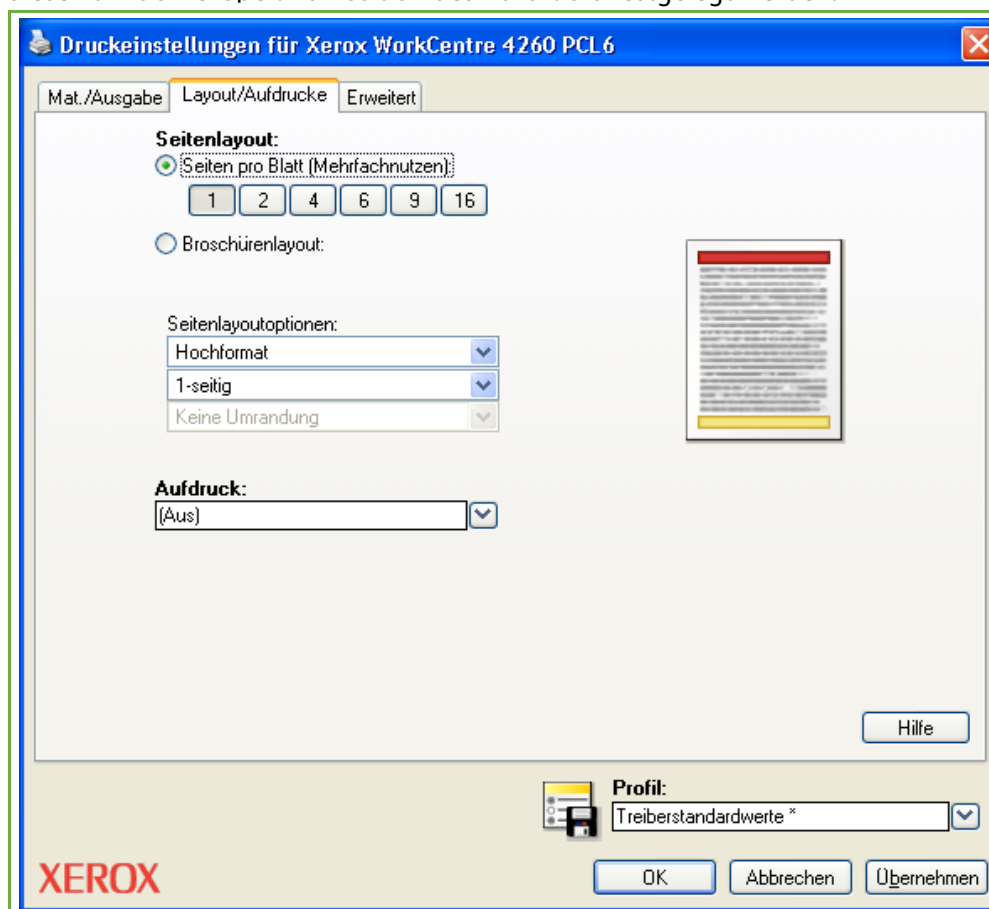 Druckeinstellungen für Xerox WorkCentre 4260 PCL6
Mat./Ausgabe Layout/Aufdrucke Erweitert
Seitenlayout:
Seiten pro Blatt (Mehrfachnutzen):
1 2 4 6 9 16
Broschürenlayout:
Seitenlayoutoptionen:
Hochformat
1-seitig
Keine Umrandung
Aufdruck:
(Aus)
Hilfe
Profil:
Treiberstandardwerte *
XEROX
OK Abbrechen Übernehmen